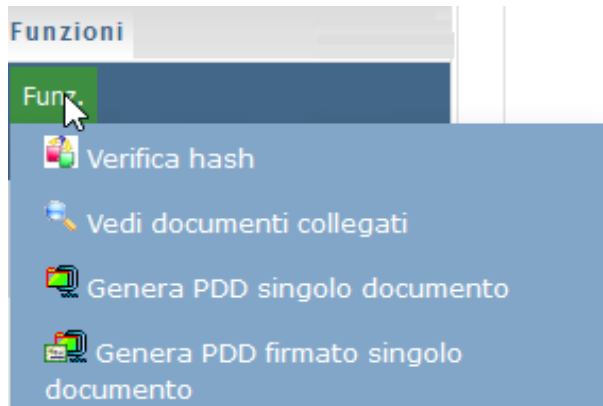 Funzioni
Funz.
Verifica hash
Vedi documenti collegati
Genera PDD singolo documento
Genera PDD firmato singolo
documento